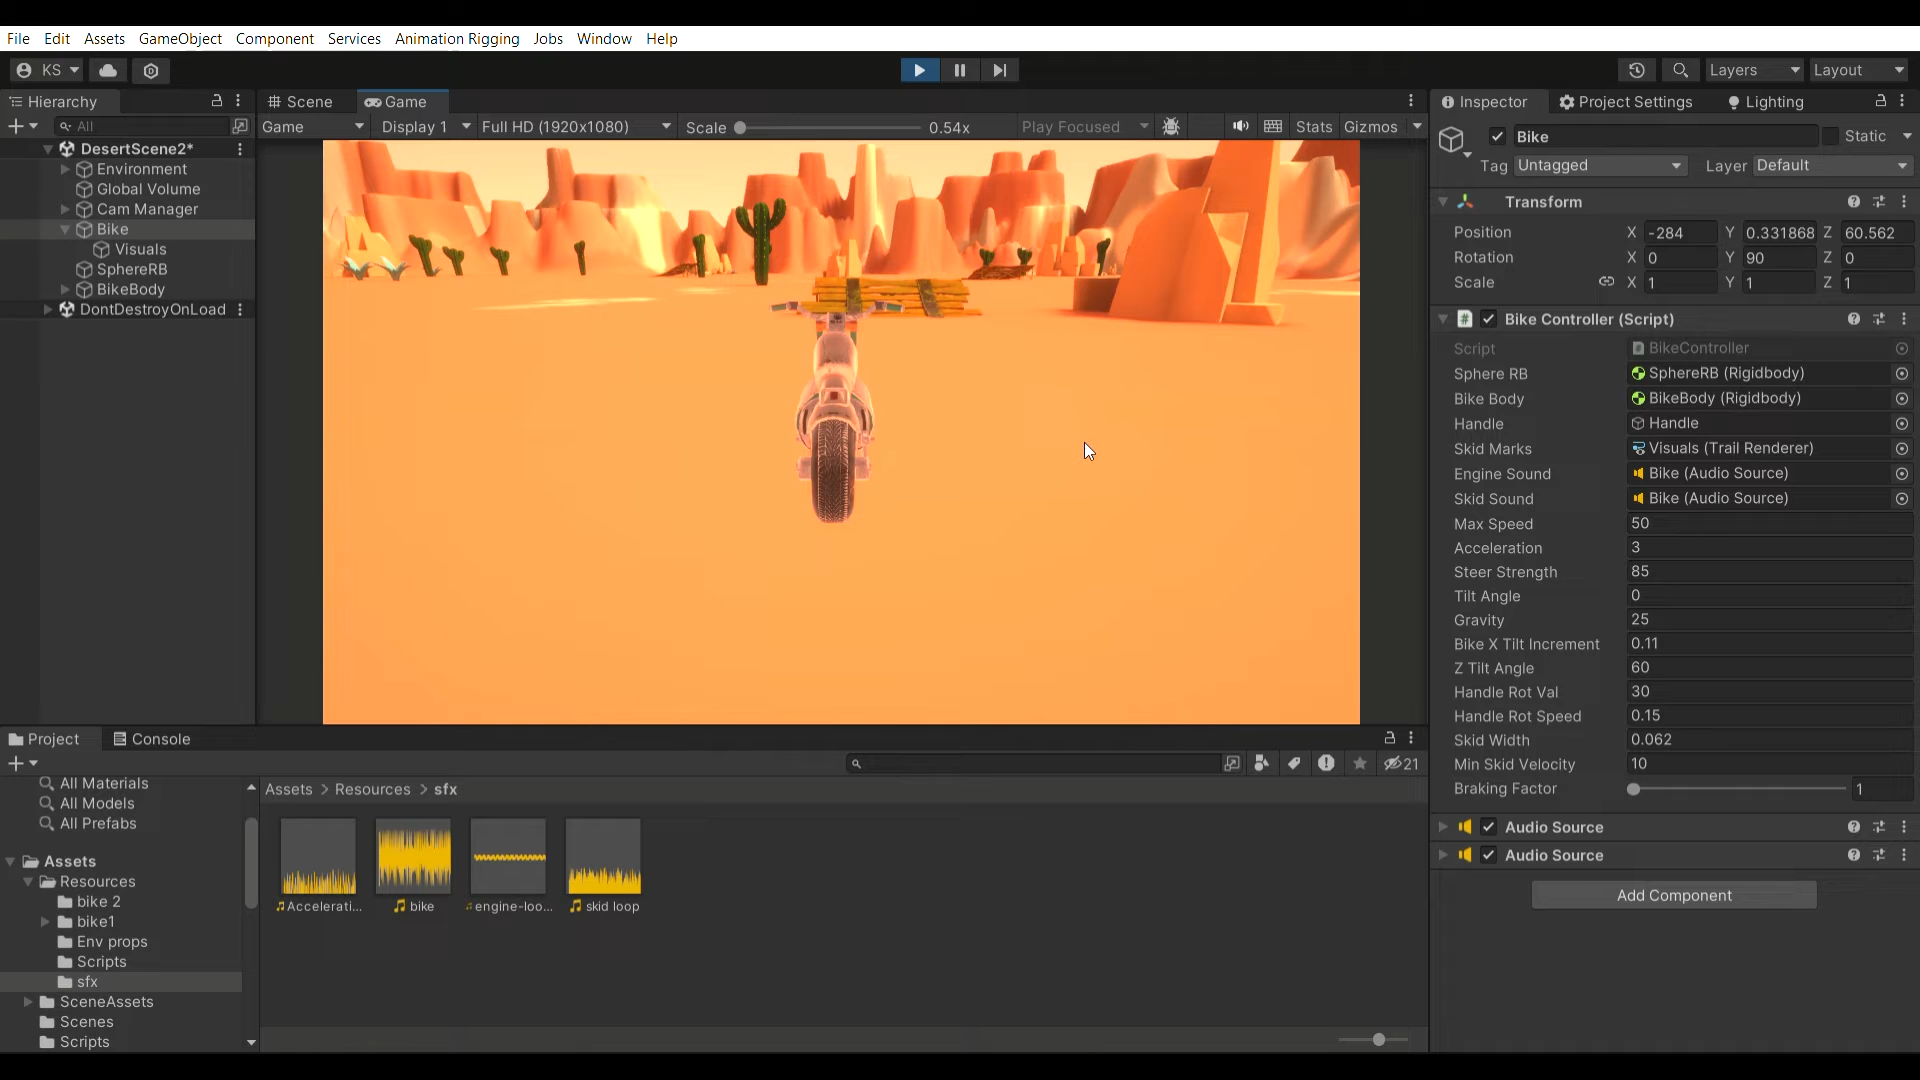 File Edit Assets GameObject Component Services Animation Rigging Jobs Window Help
KS Layers Layout
Hierarchy
All
DesertScene2*
Environment
Global Volume
Cam Manager
Bike
Visuals
SphereRB
BikeBody
DontDestroyOnLoad
Scene Game
Game Display 1 Full HD (1920x1080) Scale 0.54x Play Focused Stats Gizmos
Inspector Project Settings Lighting
Bike Static
Tag Untagged Layer Default
Transform
Position X -284 Y 0.331868 Z 60.562
Rotation X 0 Y 90 Z 0
Scale X 1 Y 1 Z 1
Bike Controller (Script)
Script BikeController
Sphere RB SphereRB (Rigidbody)
Bike Body BikeBody (Rigidbody)
Handle Handle
Skid Marks Visuals (Trail Renderer)
Engine Sound Bike (Audio Source)
Skid Sound Bike (Audio Source)
Max Speed 50
Acceleration 3
Steer Strength 85
Tilt Angle 0
Gravity 25
Bike X Tilt Increment 0.11
Z Tilt Angle 60
Handle Rot Val 30
Handle Rot Speed 0.15
Skid Width 0.062
Min Skid Velocity 10
Braking Factor 1
Audio Source
Audio Source
Add Component
Project Console
21
All Materials
All Models
All Prefabs
Assets
Resources
bike 2
bike1
Env props
Scripts
sfx
SceneAssets
Scenes
Scripts
Assets > Resources > sfx
Accelerati... bike engine-loo... skid loop